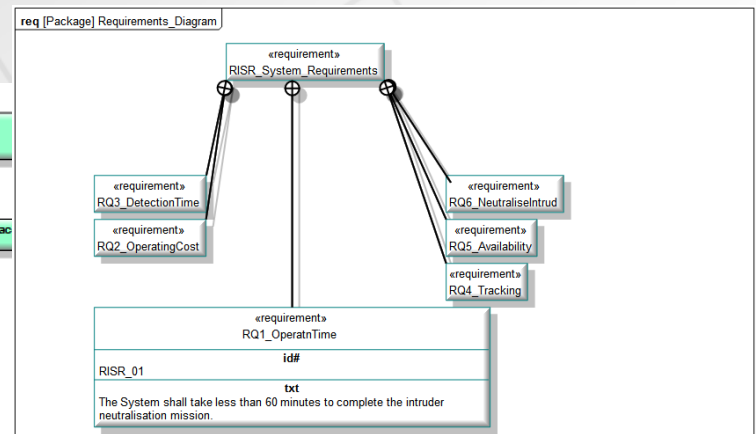 req [Package] Requirements_Diagram
«requirement»
RISR_System_Requirements
«requirement»
RQ3_DetectionTime
«requirement»
RQ2_OperatingCost
«requirement»
RQ6_NeutraliseIntrud
«requirement»
RQ5_Availability
«requirement»
RQ4_Tracking
«requirement»
RQ1_OperatnTime
id#
RISR_01
txt
The System shall take less than 60 minutes to complete the intruder
neutralisation mission.
ac